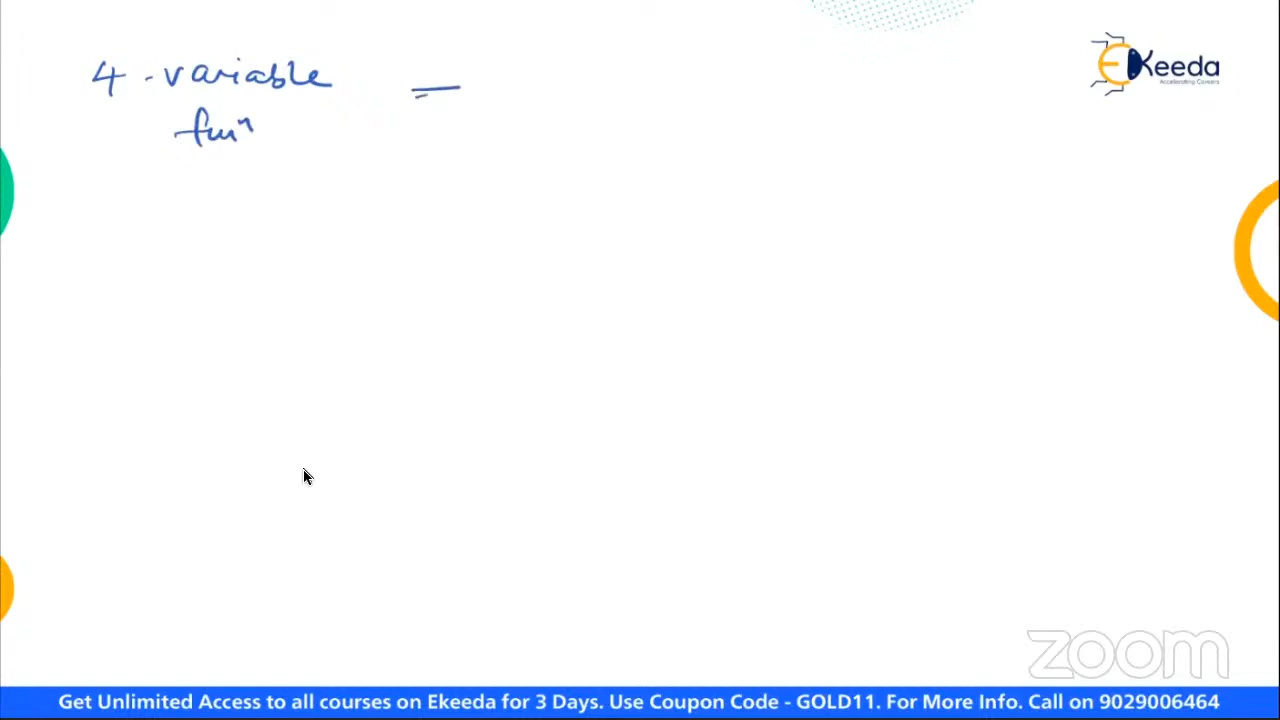 4 - variable =
funⁿ
EKeeda
Accelerating Careers
zoom
Get Unlimited Access to all courses on Ekeeda for 3 Days. Use Coupon Code - GOLD11. For More Info. Call on 9029006464